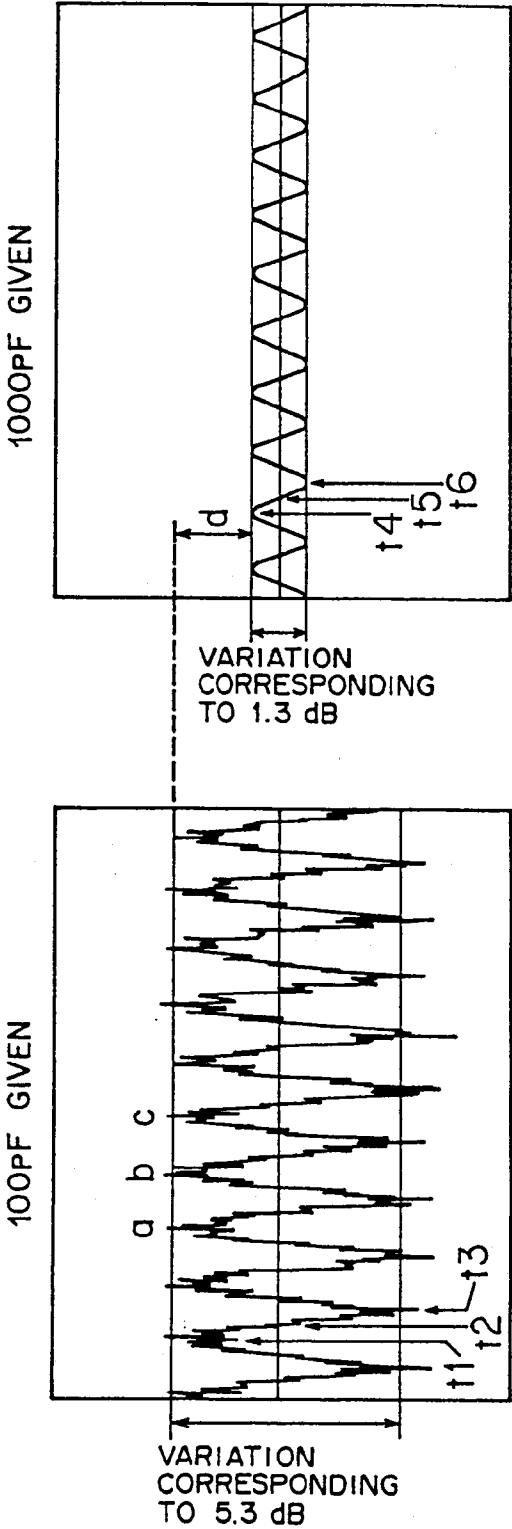 1000PF GIVEN
d
t4
t5
t6
VARIATION
CORRESPONDING
TO 1.3 dB
100PF GIVEN
a
b
c
t1
t2
t3
VARIATION
CORRESPONDING
TO 5.3 dB